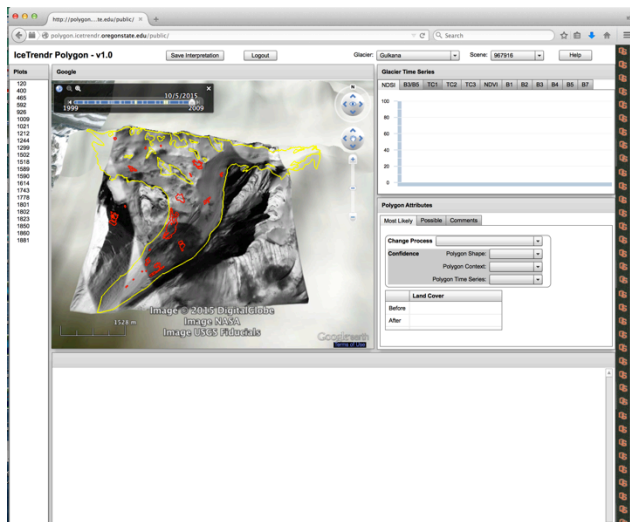 http://polygon....te.edu/public/
polygon.icetrendr.oregonstate.edu/public/
Search
IceTrendr Polygon - v1.0
Save Interpretation
Logout
Glacier:
Gulkana
Scene:
967916
Help
Plots
120
400
465
592
926
1009
1021
1212
1244
1299
1502
1518
1589
1590
1614
1743
1778
1801
1802
1823
1850
1860
1881
Google
10/5/2015
1999
2009
N
Image © 2015 DigitalGlobe
Image NASA
Image USGS Fiducials
1528 m
Google earth
Terms of Use
Glacier Time Series
NDSI
B3/B5
TC1
TC2
TC3
NDVI
B1
B2
B3
B4
B5
B7
100
80
60
40
20
0
Polygon Attributes
Most Likely
Possible
Comments
Change Process
Confidence
Polygon Shape:
Polygon Context:
Polygon Time Series:
Land Cover
Before
After